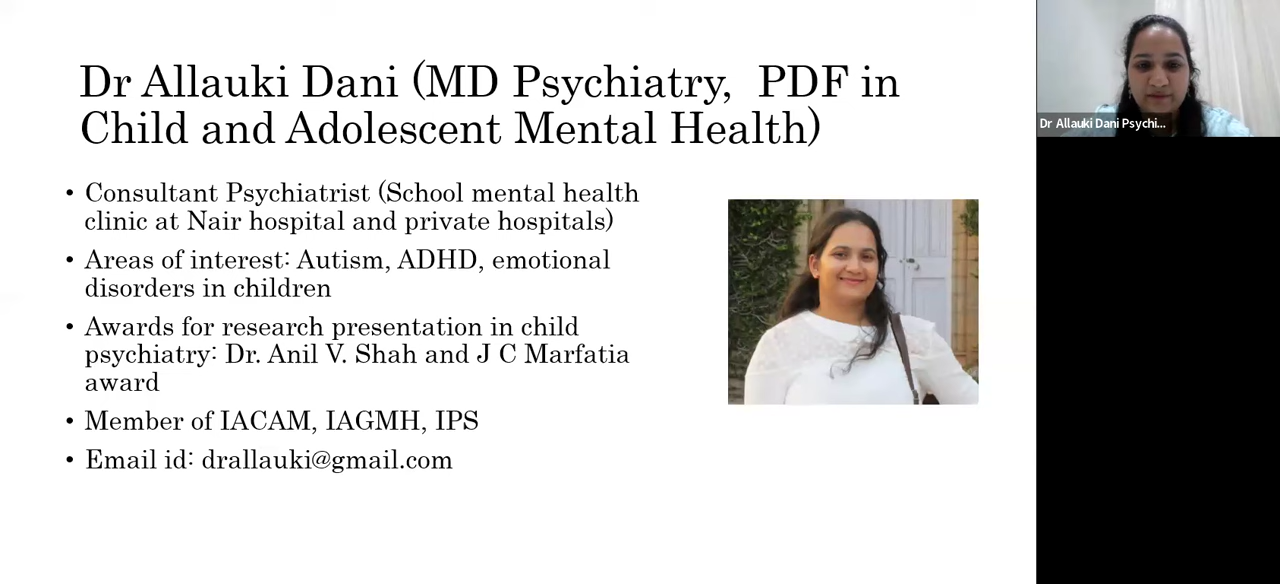 Dr Allauki Dani (MD Psychiatry,  PDF in
Child and Adolescent Mental Health)
• Consultant Psychiatrist (School mental health
clinic at Nair hospital and private hospitals)
• Areas of interest: Autism, ADHD, emotional
disorders in children
• Awards for research presentation in child
psychiatry: Dr. Anil V. Shah and J C Marfatia
award
• Member of IACAM, IAGMH, IPS
• Email id: drallauki@gmail.com
Dr Allauki Dani Psychi...